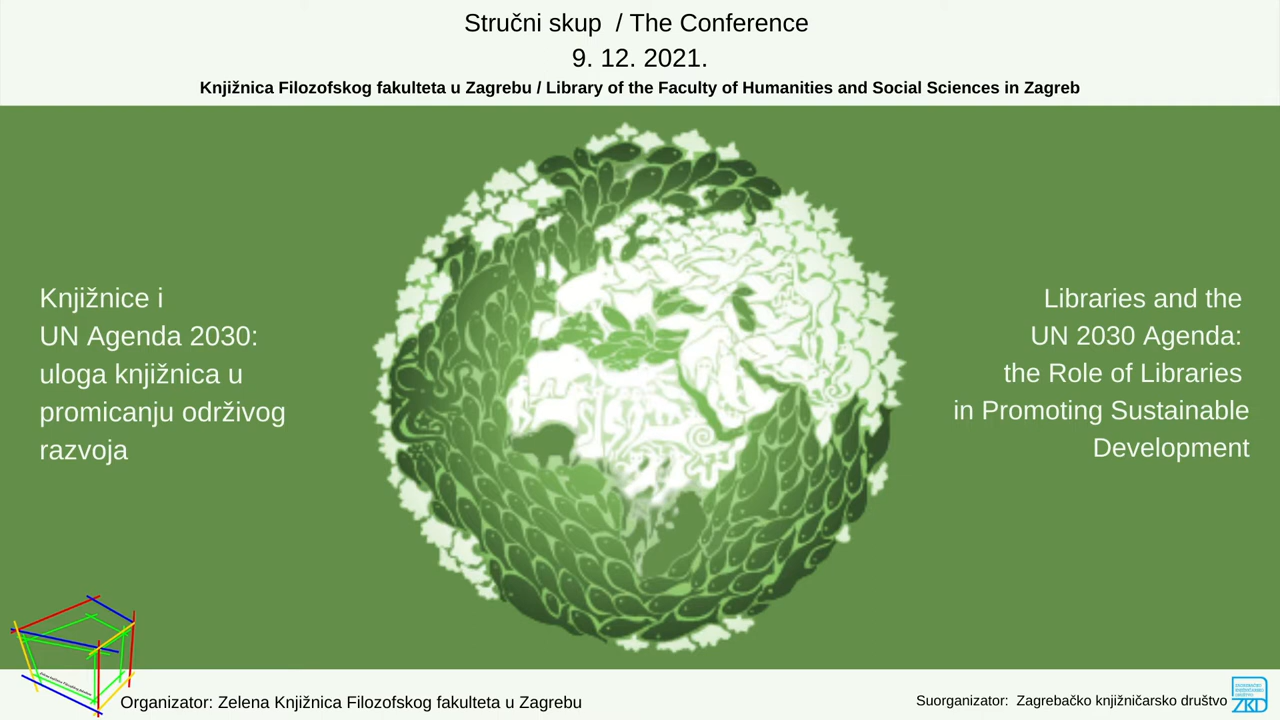 Stručni skup / The Conference
9. 12. 2021.
Knjižnica Filozofskog fakulteta u Zagrebu / Library of the Faculty of Humanities and Social Sciences in Zagreb
Knjižnice i
UN Agenda 2030:
uloga knjižnica u
promicanju održivog
razvoja
Libraries and the
UN 2030 Agenda:
the Role of Libraries
in Promoting Sustainable
Development
Organizator: Zelena Knjižnica Filozofskog fakulteta u Zagrebu
Suorganizator: Zagrebačko knjižničarsko društvo
ZKD